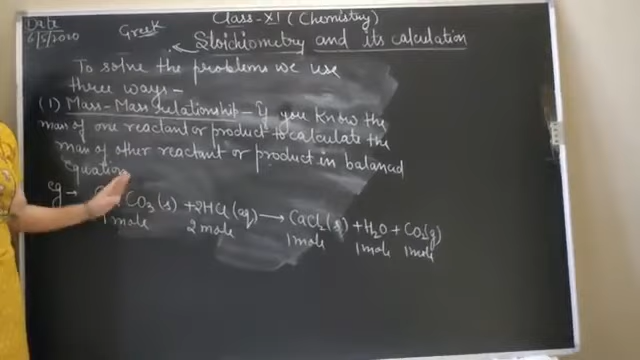 Date
6/5/2020
Class-XI (Chemistry)
Greek
Stoichiometry and its calculation
To solve the problems we use
three ways -
(1) Mass-Mass relationship - If you know the
mass of one reactant or product to calculate the
mass of other reactant or product in balanced
equation
eg → CO₃(s) + 2HCl(aq) → CaCl₂(s) + H₂O + CO₂(g)
1 mole 2 mole 1 mole 1 mole 1 mole